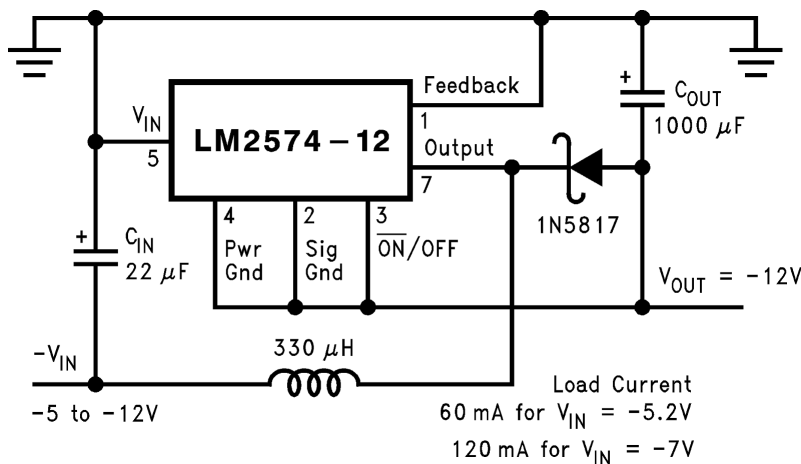 Feedback
1
+
C_OUT
1000 μF
V_IN
5
LM2574-12
Output
7
1N5817
+
C_IN
22 μF
4
Pwr
Gnd
2
Sig
Gnd
3
O̅N̅/OFF
V_OUT = -12V
330 μH
-V_IN
-5 to -12V
Load Current
60 mA for V_IN = -5.2V
120 mA for V_IN = -7V